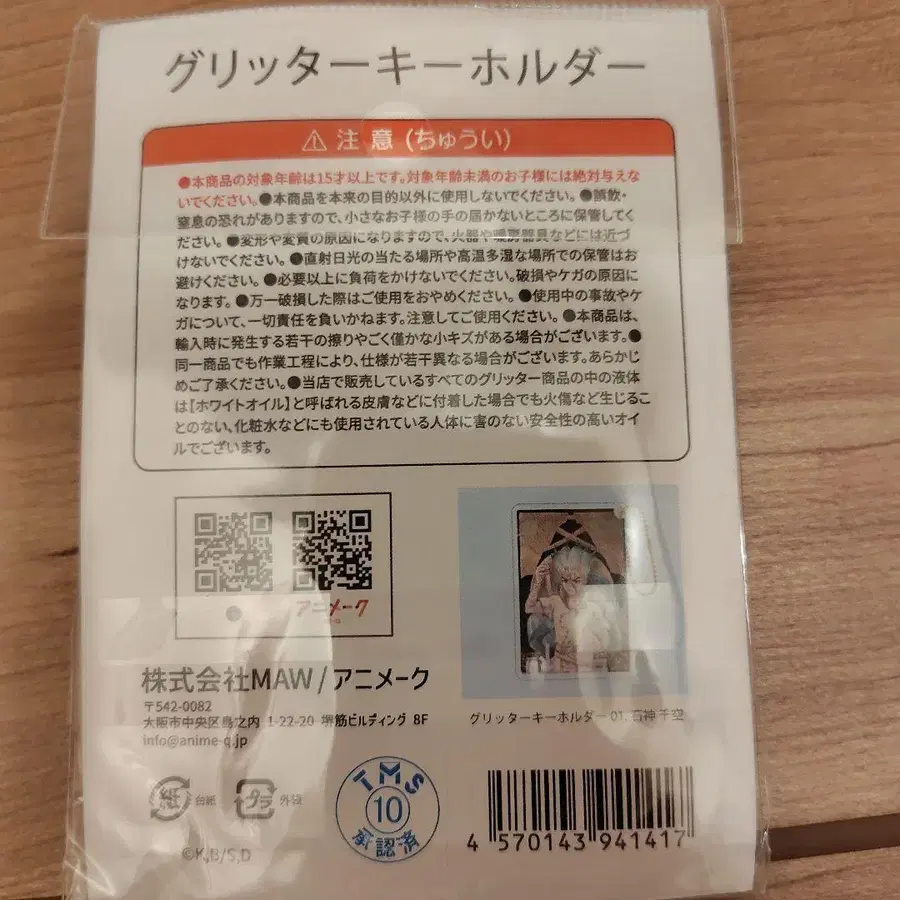 グリッターキーホルダー
⚠ 注 意 (ちゅうい)
●本商品の対象年齢は15才以上です。対象年齢未満のお子様には絶対与えな
いでください。●本商品を本来の目的以外に使用しないでください。●誤飲・
窒息の恐れがありますので、小さなお子様の手の届かないところに保管してく
ださい。●変形や変質の原因になりますので、火器や暖房器具などには近づ
けないでください。●直射日光の当たる場所や高温多湿な場所での保管はお
避けください。●必要以上に負荷をかけないでください。破損やケガの原因に
なります。●万一破損した際はご使用をおやめください。●使用中の事故やケ
ガについて、一切責任を負いかねます。注意してご使用ください。●本商品は、
輸入時に発生する若干の擦りやごく僅かな小キズがある場合がございます。●
同一商品でも作業工程により、仕様が若干異なる場合がございます。あらかじ
めご了承ください。●当店で販売しているすべてのグリッター商品の中の液体
は【ホワイトオイル】と呼ばれる皮膚などに付着した場合でも火傷など生じるこ
とのない、化粧水などにも使用されている人体に害のない安全性の高いオイ
ルでございます。
アニメーク
株式会社MAW/アニメーク
〒542-0082
大阪市中央区島之内 1-22-20 堺筋ビルディング 8F
info@anime-q.jp
グリッターキーホルダー 01. 石神 千空
紙 台紙 プラ 外袋
TMS
10
承認済
©K,B/S,D
4 570143 941417